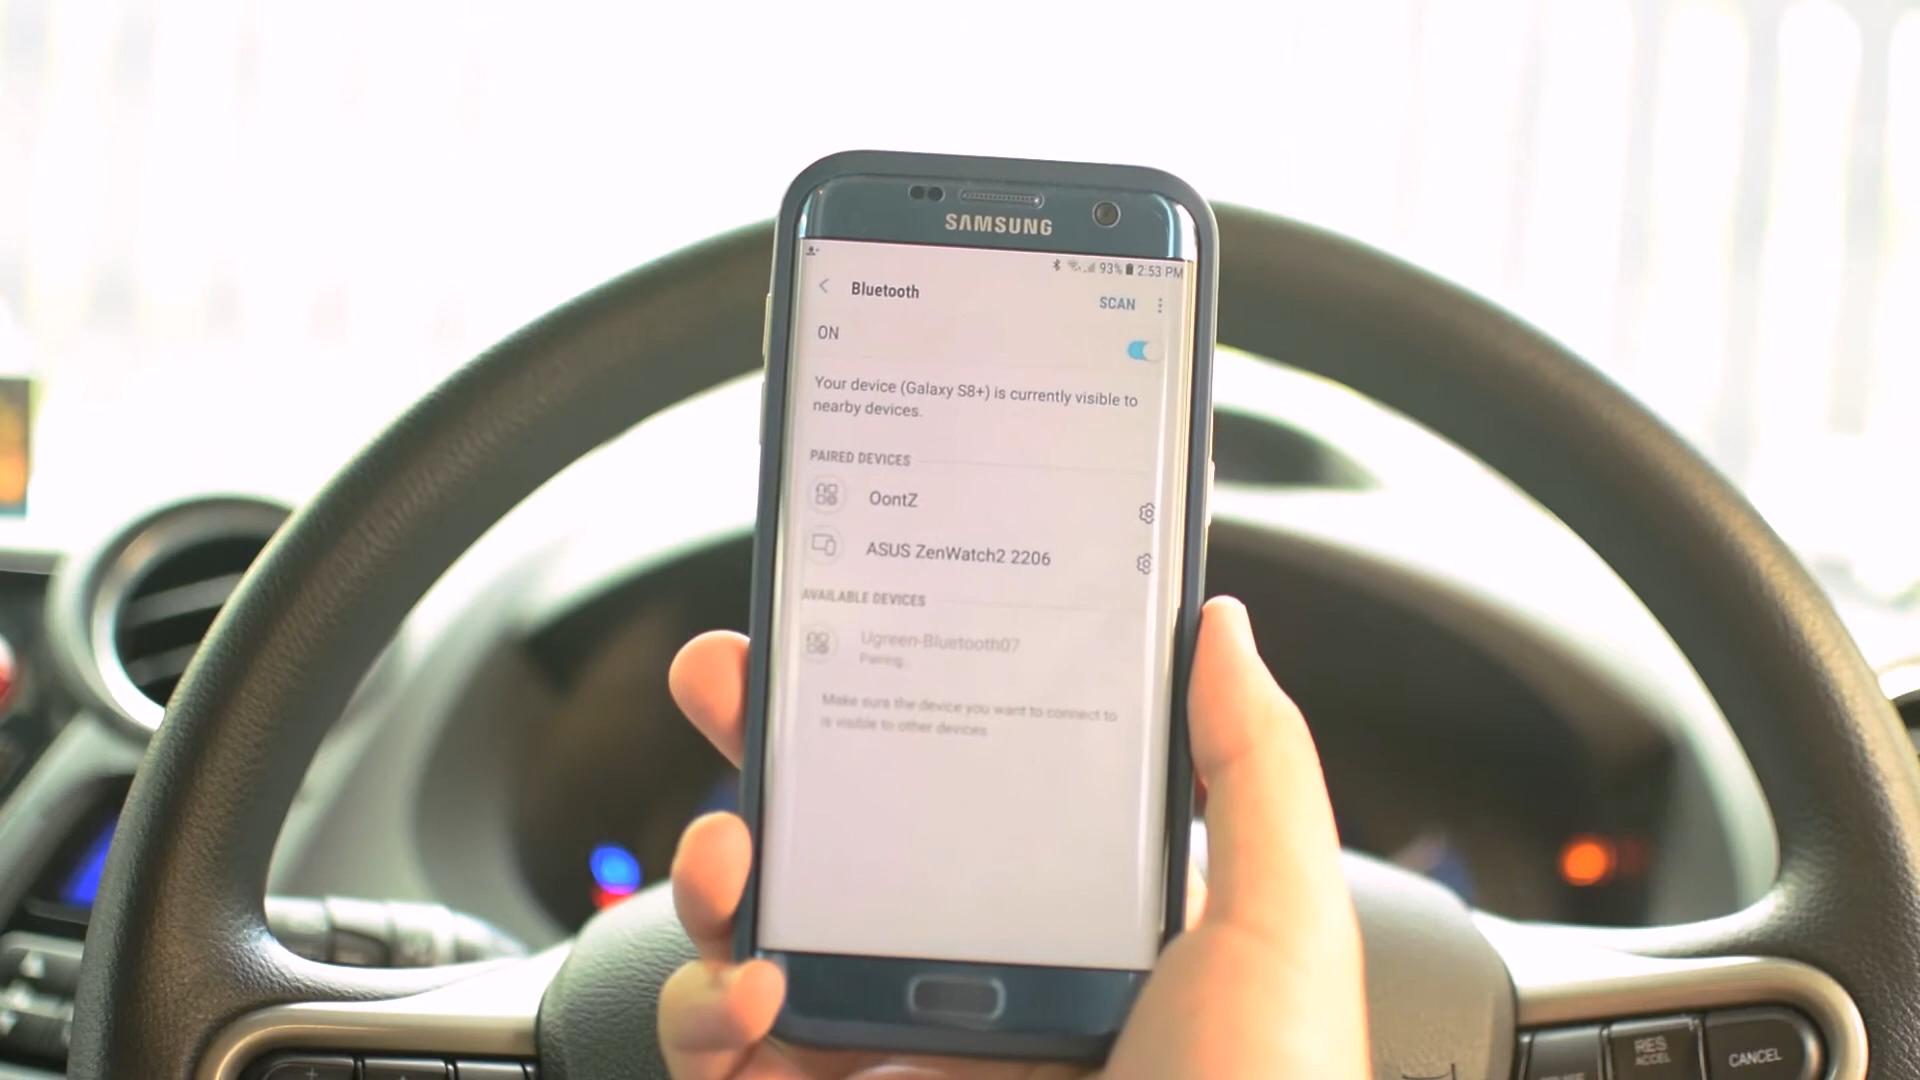 SAMSUNG
93% 2:53 PM
Bluetooth
SCAN
ON
Your device (Galaxy S8+) is currently visible to
nearby devices.
PAIRED DEVICES
OontZ
ASUS ZenWatch2 2206
AVAILABLE DEVICES
Ugreen-Bluetooth07
Pairing...
Make sure the device you want to connect to
is visible to other devices.
RES
ACCEL
CANCEL